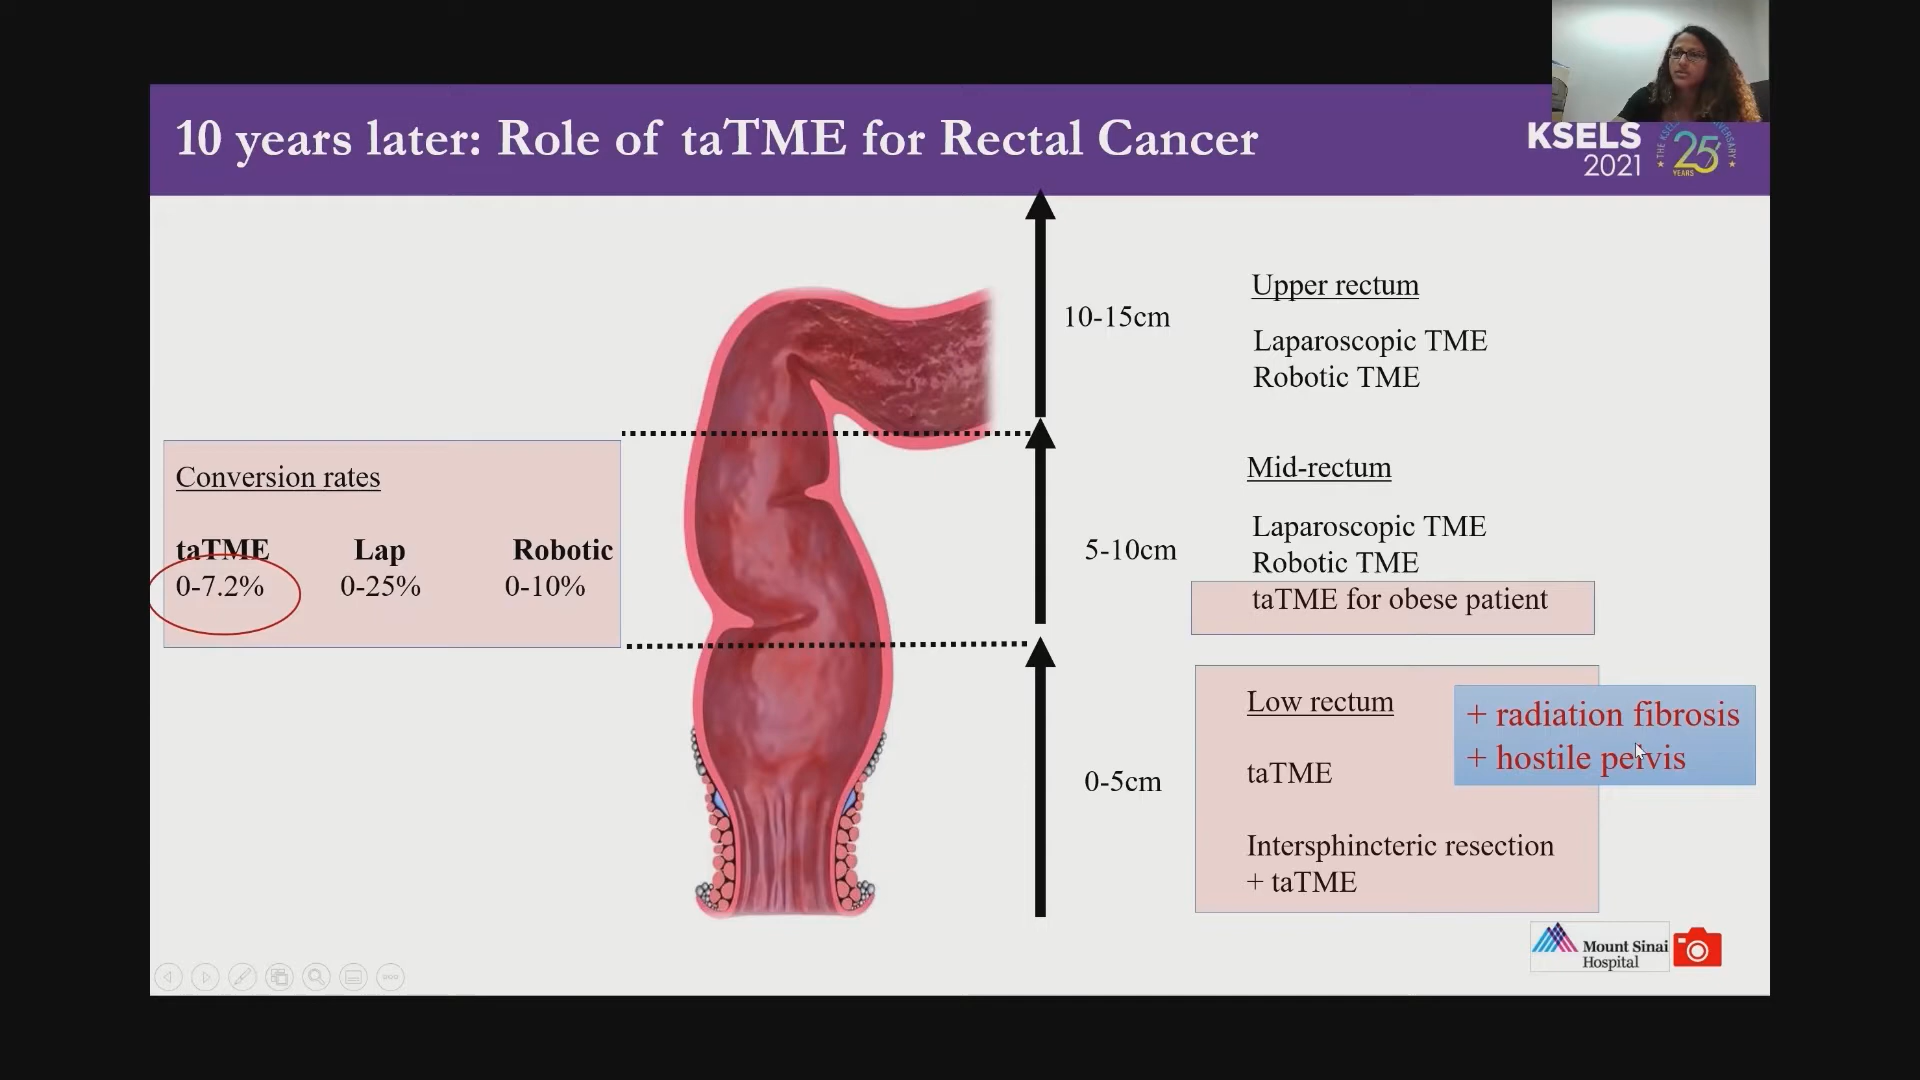 10 years later: Role of taTME for Rectal Cancer
KSELS
2021
25
YEARS
10-15cm
Upper rectum
Laparoscopic TME
Robotic TME
Conversion rates
taTME Lap Robotic
0-7.2% 0-25% 0-10%
5-10cm
Mid-rectum
Laparoscopic TME
Robotic TME
taTME for obese patient
0-5cm
Low rectum
taTME
Intersphincteric resection
+ taTME
+ radiation fibrosis
+ hostile pelvis
Mount Sinai
Hospital